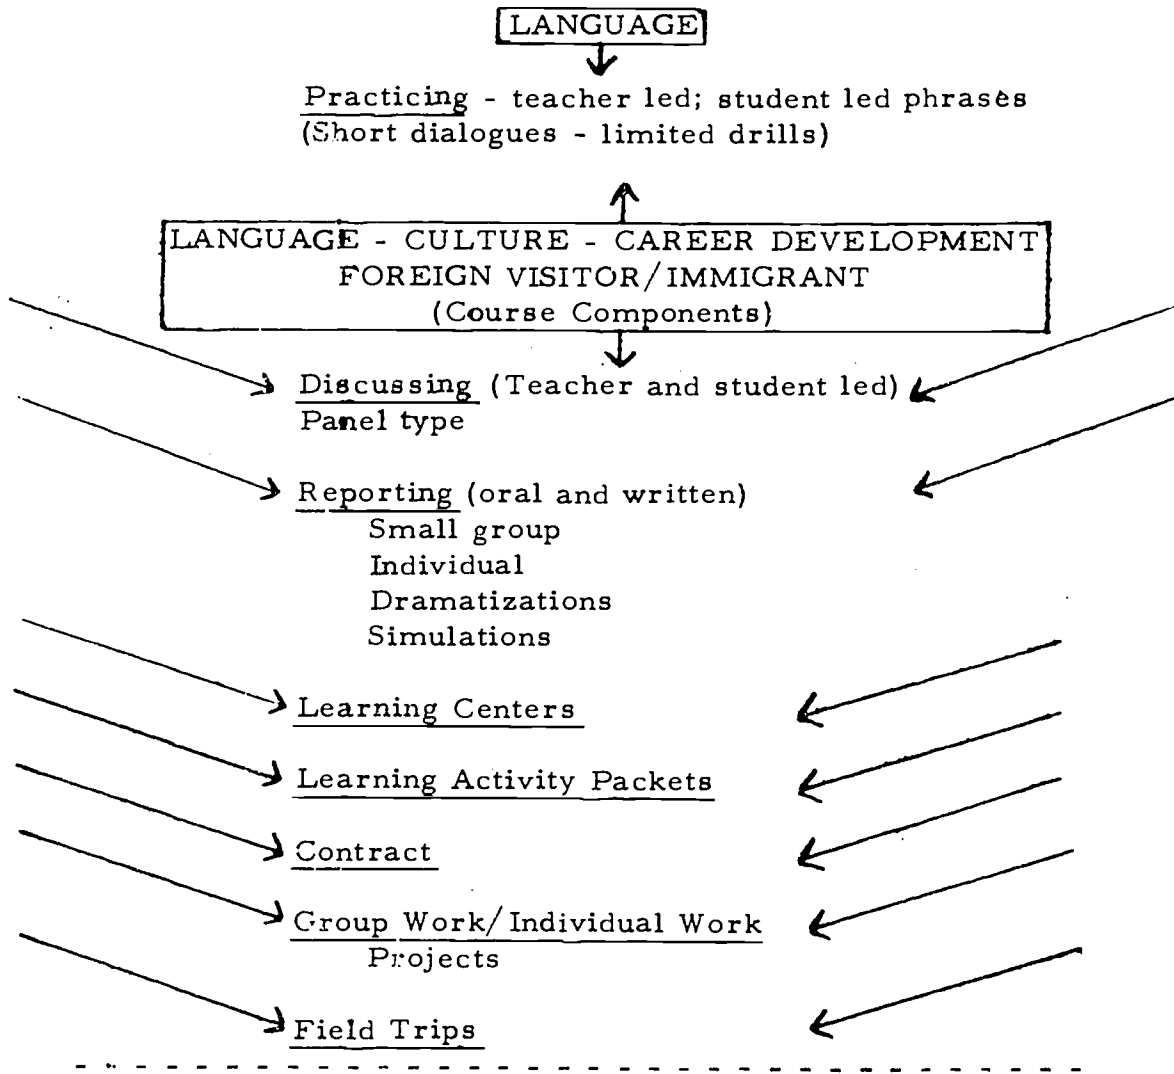 LANGUAGE
Practicing - teacher led; student led phrases
(Short dialogues - limited drills)
LANGUAGE - CULTURE - CAREER DEVELOPMENT
FOREIGN VISITOR/IMMIGRANT
(Course Components)
Discussing (Teacher and student led)
Panel type
Reporting (oral and written)
Small group
Individual
Dramatizations
Simulations
Learning Centers
Learning Activity Packets
Contract
Group Work/Individual Work
Projects
Field Trips